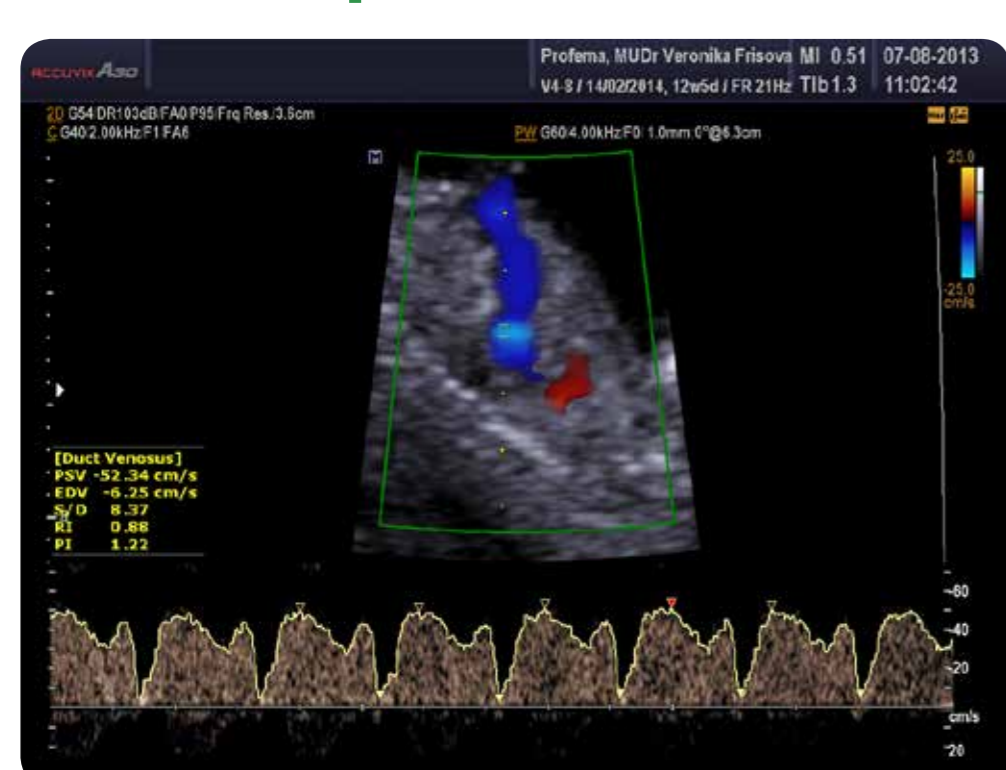 ACCUVIX A30
Profema, MUDr Veronika Frisova MI 0.51 07-08-2013
V4-8 / 14/02/2014, 12w5d / FR 21Hz TIb 1.3 11:02:42
2D G54/DR103dB/FA0/P95/Frq Res./3.6cm
C G40/2.00kHz/F1/FA6
PW G60/4.00kHz/F0/ 1.0mm/0°@6.3cm
25.0
-25.0
cm/s
[Duct Venosus]
PSV -52.34 cm/s
EDV -6.25 cm/s
S/D 8.37
RI 0.88
PI 1.22
-60
-40
-20
cm/s
20